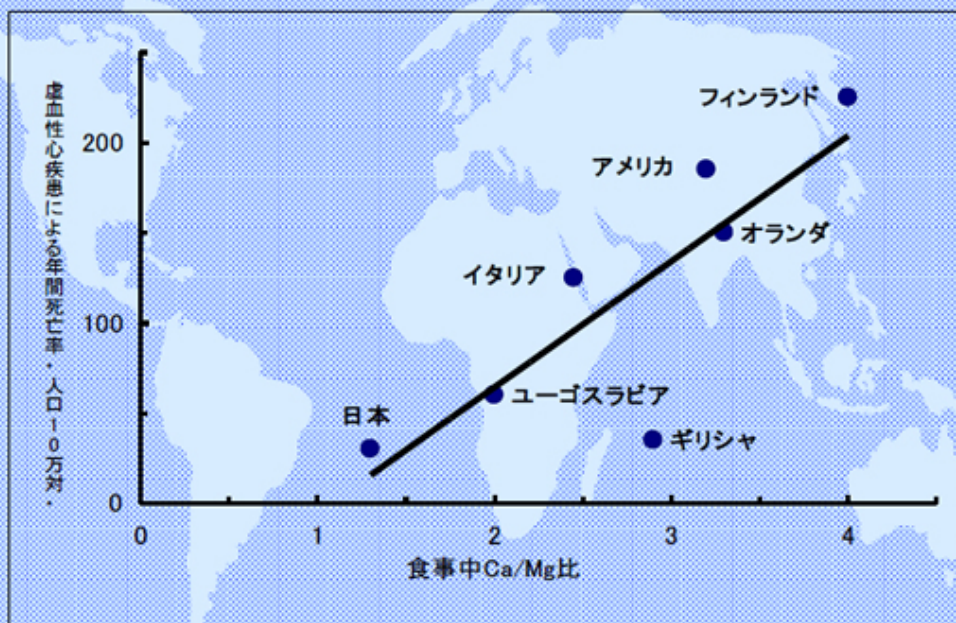 虚血性心疾患による年間死亡率・人口10万対・
200
100
0
フィンランド
アメリカ
オランダ
イタリア
ユーゴスラビア
日本
ギリシャ
0 1 2 3 4
食事中Ca/Mg比